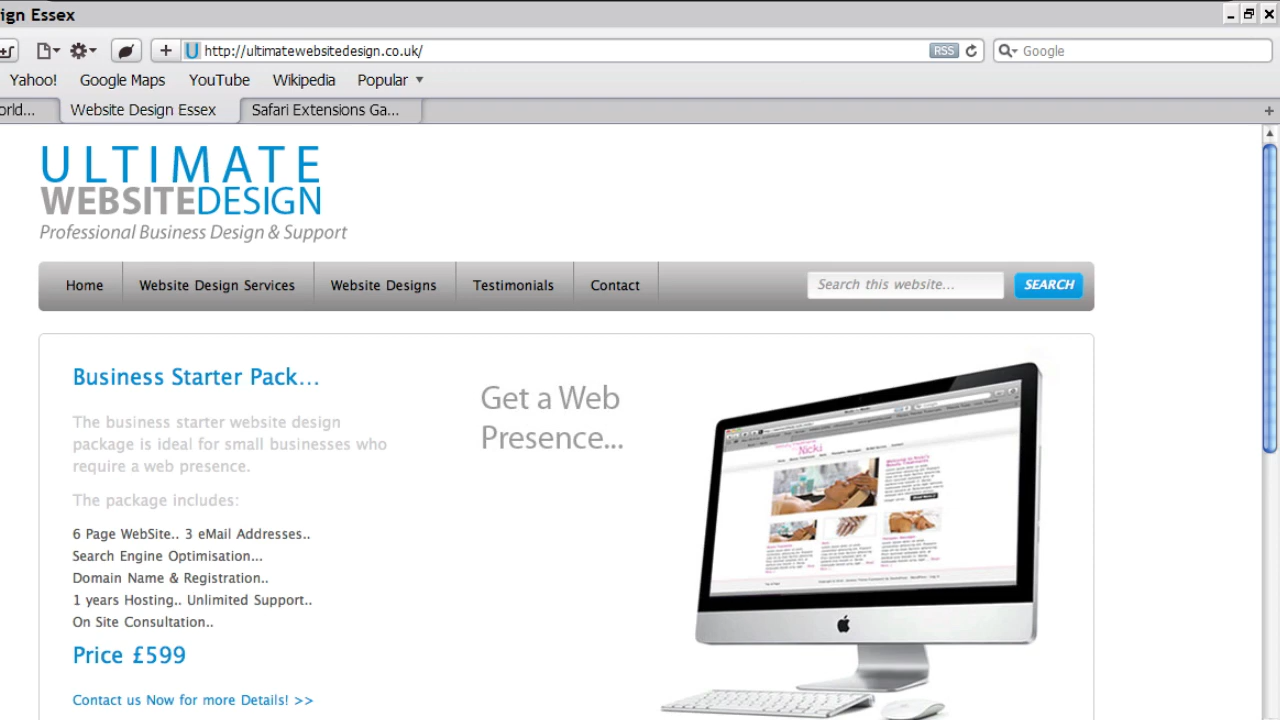 ign Essex
http://ultimatewebsitedesign.co.uk/
RSS
Google
Yahoo! Google Maps YouTube Wikipedia Popular
orld... Website Design Essex Safari Extensions Ga...
ULTIMATE
WEBSITEDESIGN
Professional Business Design & Support
Home Website Design Services Website Designs Testimonials Contact Search this website... SEARCH
Business Starter Pack...
The business starter website design
package is ideal for small businesses who
require a web presence.
The package includes:
6 Page WebSite.. 3 eMail Addresses..
Search Engine Optimisation...
Domain Name & Registration..
1 years Hosting.. Unlimited Support..
On Site Consultation..
Price £599
Contact us Now for more Details! >>
Get a Web
Presence...
Nicki